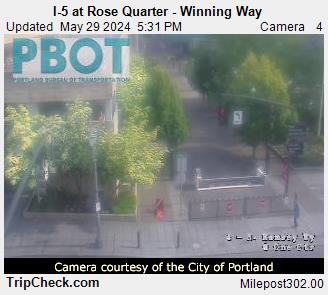 I-5 at Rose Quarter - Winning Way
Updated May 29 2024 5:31 PM Camera 4
PBOT
PORTLAND BUREAU OF TRANSPORTATION
Camera courtesy of the City of Portland
TripCheck.com Milepost302.00